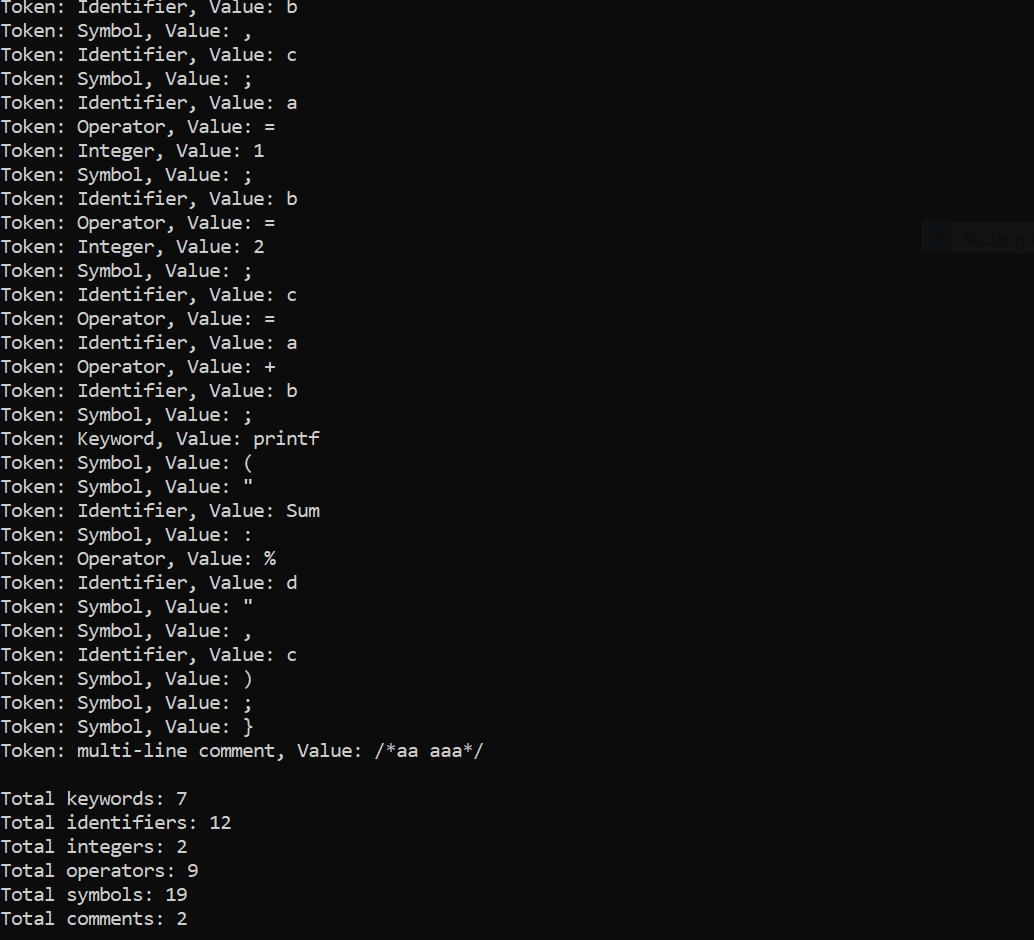 Token: Identifier, Value: b
Token: Symbol, Value: ,
Token: Identifier, Value: c
Token: Symbol, Value: ;
Token: Identifier, Value: a
Token: Operator, Value: =
Token: Integer, Value: 1
Token: Symbol, Value: ;
Token: Identifier, Value: b
Token: Operator, Value: =
Token: Integer, Value: 2
Token: Symbol, Value: ;
Token: Identifier, Value: c
Token: Operator, Value: =
Token: Identifier, Value: a
Token: Operator, Value: +
Token: Identifier, Value: b
Token: Symbol, Value: ;
Token: Keyword, Value: printf
Token: Symbol, Value: (
Token: Symbol, Value: "
Token: Identifier, Value: Sum
Token: Symbol, Value: :
Token: Operator, Value: %
Token: Identifier, Value: d
Token: Symbol, Value: "
Token: Symbol, Value: ,
Token: Identifier, Value: c
Token: Symbol, Value: )
Token: Symbol, Value: ;
Token: Symbol, Value: }
Token: multi-line comment, Value: /*aa aaa*/
Total keywords: 7
Total identifiers: 12
Total integers: 2
Total operators: 9
Total symbols: 19
Total comments: 2